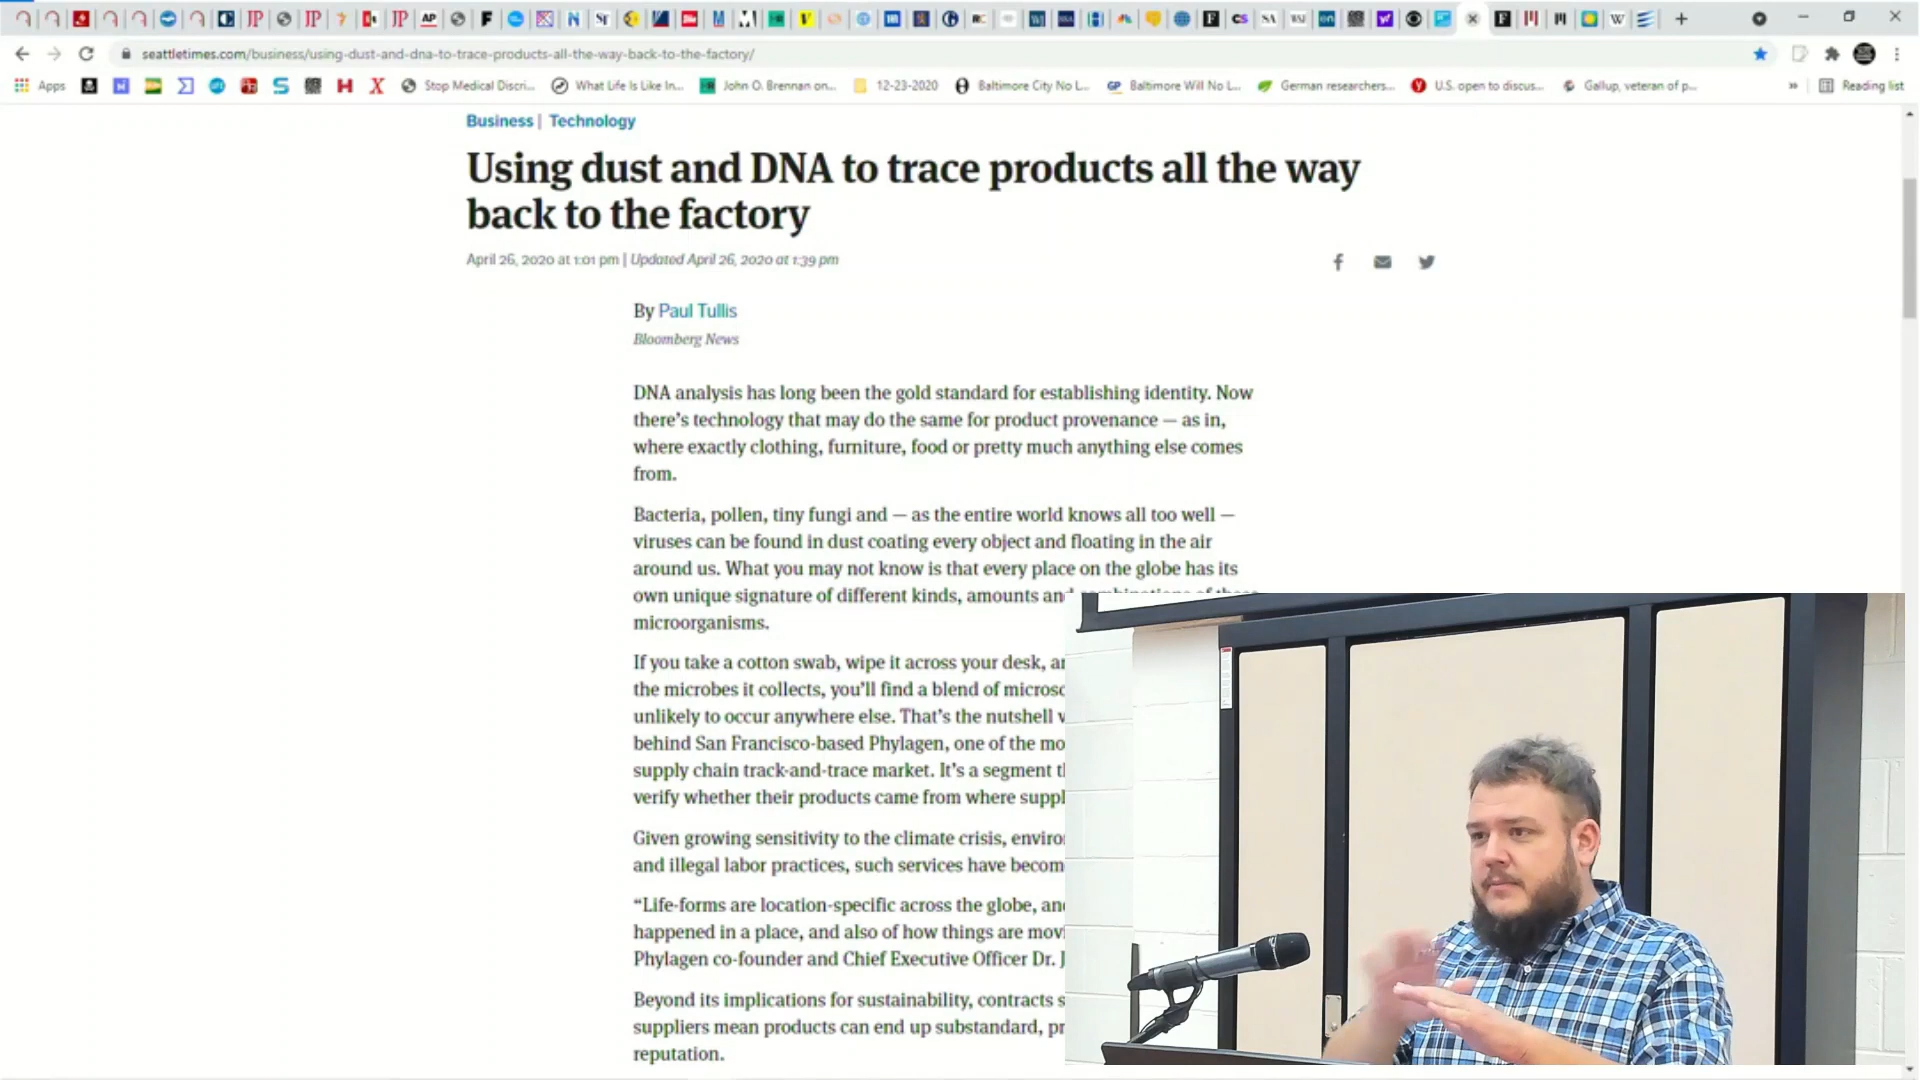 seattletimes.com/business/using-dust-and-dna-to-trace-products-all-the-way-back-to-the-factory/
Apps
Stop Medical Discri...
What Life Is Like In...
John O. Brennan on...
12-23-2020
Baltimore City No L...
Baltimore Will No L...
German researchers...
U.S. open to discus...
Gallup, veteran of p...
Reading list
Business | Technology
Using dust and DNA to trace products all the way
back to the factory
April 26, 2020 at 1:01 pm | Updated April 26, 2020 at 1:39 pm
By Paul Tullis
Bloomberg News
DNA analysis has long been the gold standard for establishing identity. Now
there's technology that may do the same for product provenance — as in,
where exactly clothing, furniture, food or pretty much anything else comes
from.
Bacteria, pollen, tiny fungi and — as the entire world knows all too well —
viruses can be found in dust coating every object and floating in the air
around us. What you may not know is that every place on the globe has its
own unique signature of different kinds, amounts and
microorganisms.
If you take a cotton swab, wipe it across your desk,
the microbes it collects, you'll find a blend of
unlikely to occur anywhere else. That's the nutshell
behind San Francisco-based Phylagen, one of the
supply chain track-and-trace market. It's a segment
verify whether their products came from where
Given growing sensitivity to the climate crisis,
and illegal labor practices, such services have
"Life-forms are location-specific across the globe,
happened in a place, and also of how things are
Phylagen co-founder and Chief Executive Officer Dr.
Beyond its implications for sustainability, contracts
suppliers mean products can end up substandard,
reputation.